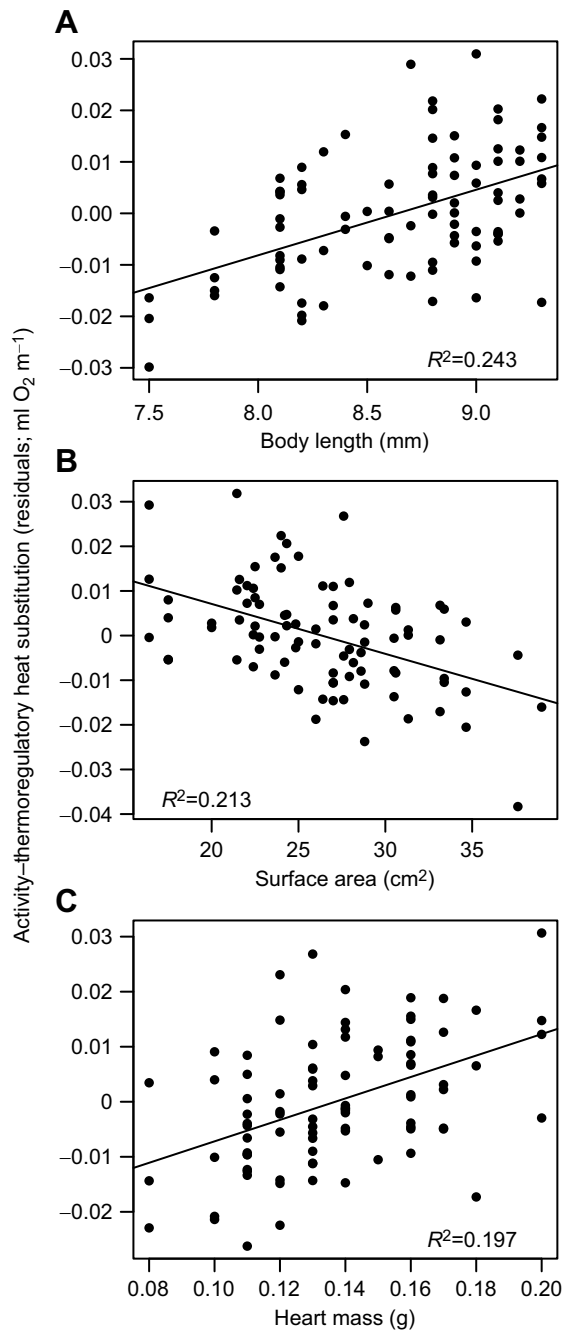 A
0.03
0.02
0.01
0.00
–0.01
–0.02
–0.03
R²=0.243
7.5 8.0 8.5 9.0
Body length (mm)
Activity–thermoregulatory heat substitution (residuals; ml O₂ m⁻¹)
B
0.03
0.02
0.01
0
–0.01
–0.02
–0.03
–0.04
R²=0.213
20 25 30 35
Surface area (cm²)
C
0.03
0.02
0.01
0
–0.01
–0.02
R²=0.197
0.08 0.10 0.12 0.14 0.16 0.18 0.20
Heart mass (g)